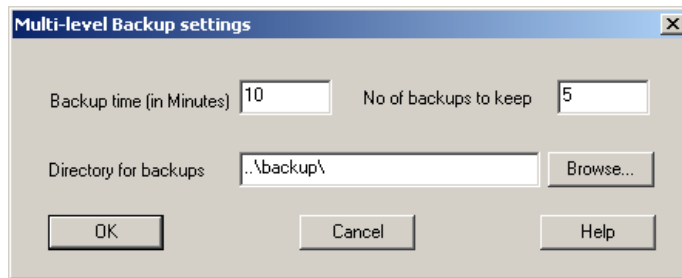 Multi-level Backup settings
Backup time (in Minutes) 10 No of backups to keep 5
Directory for backups ..\backup\ Browse...
OK Cancel Help